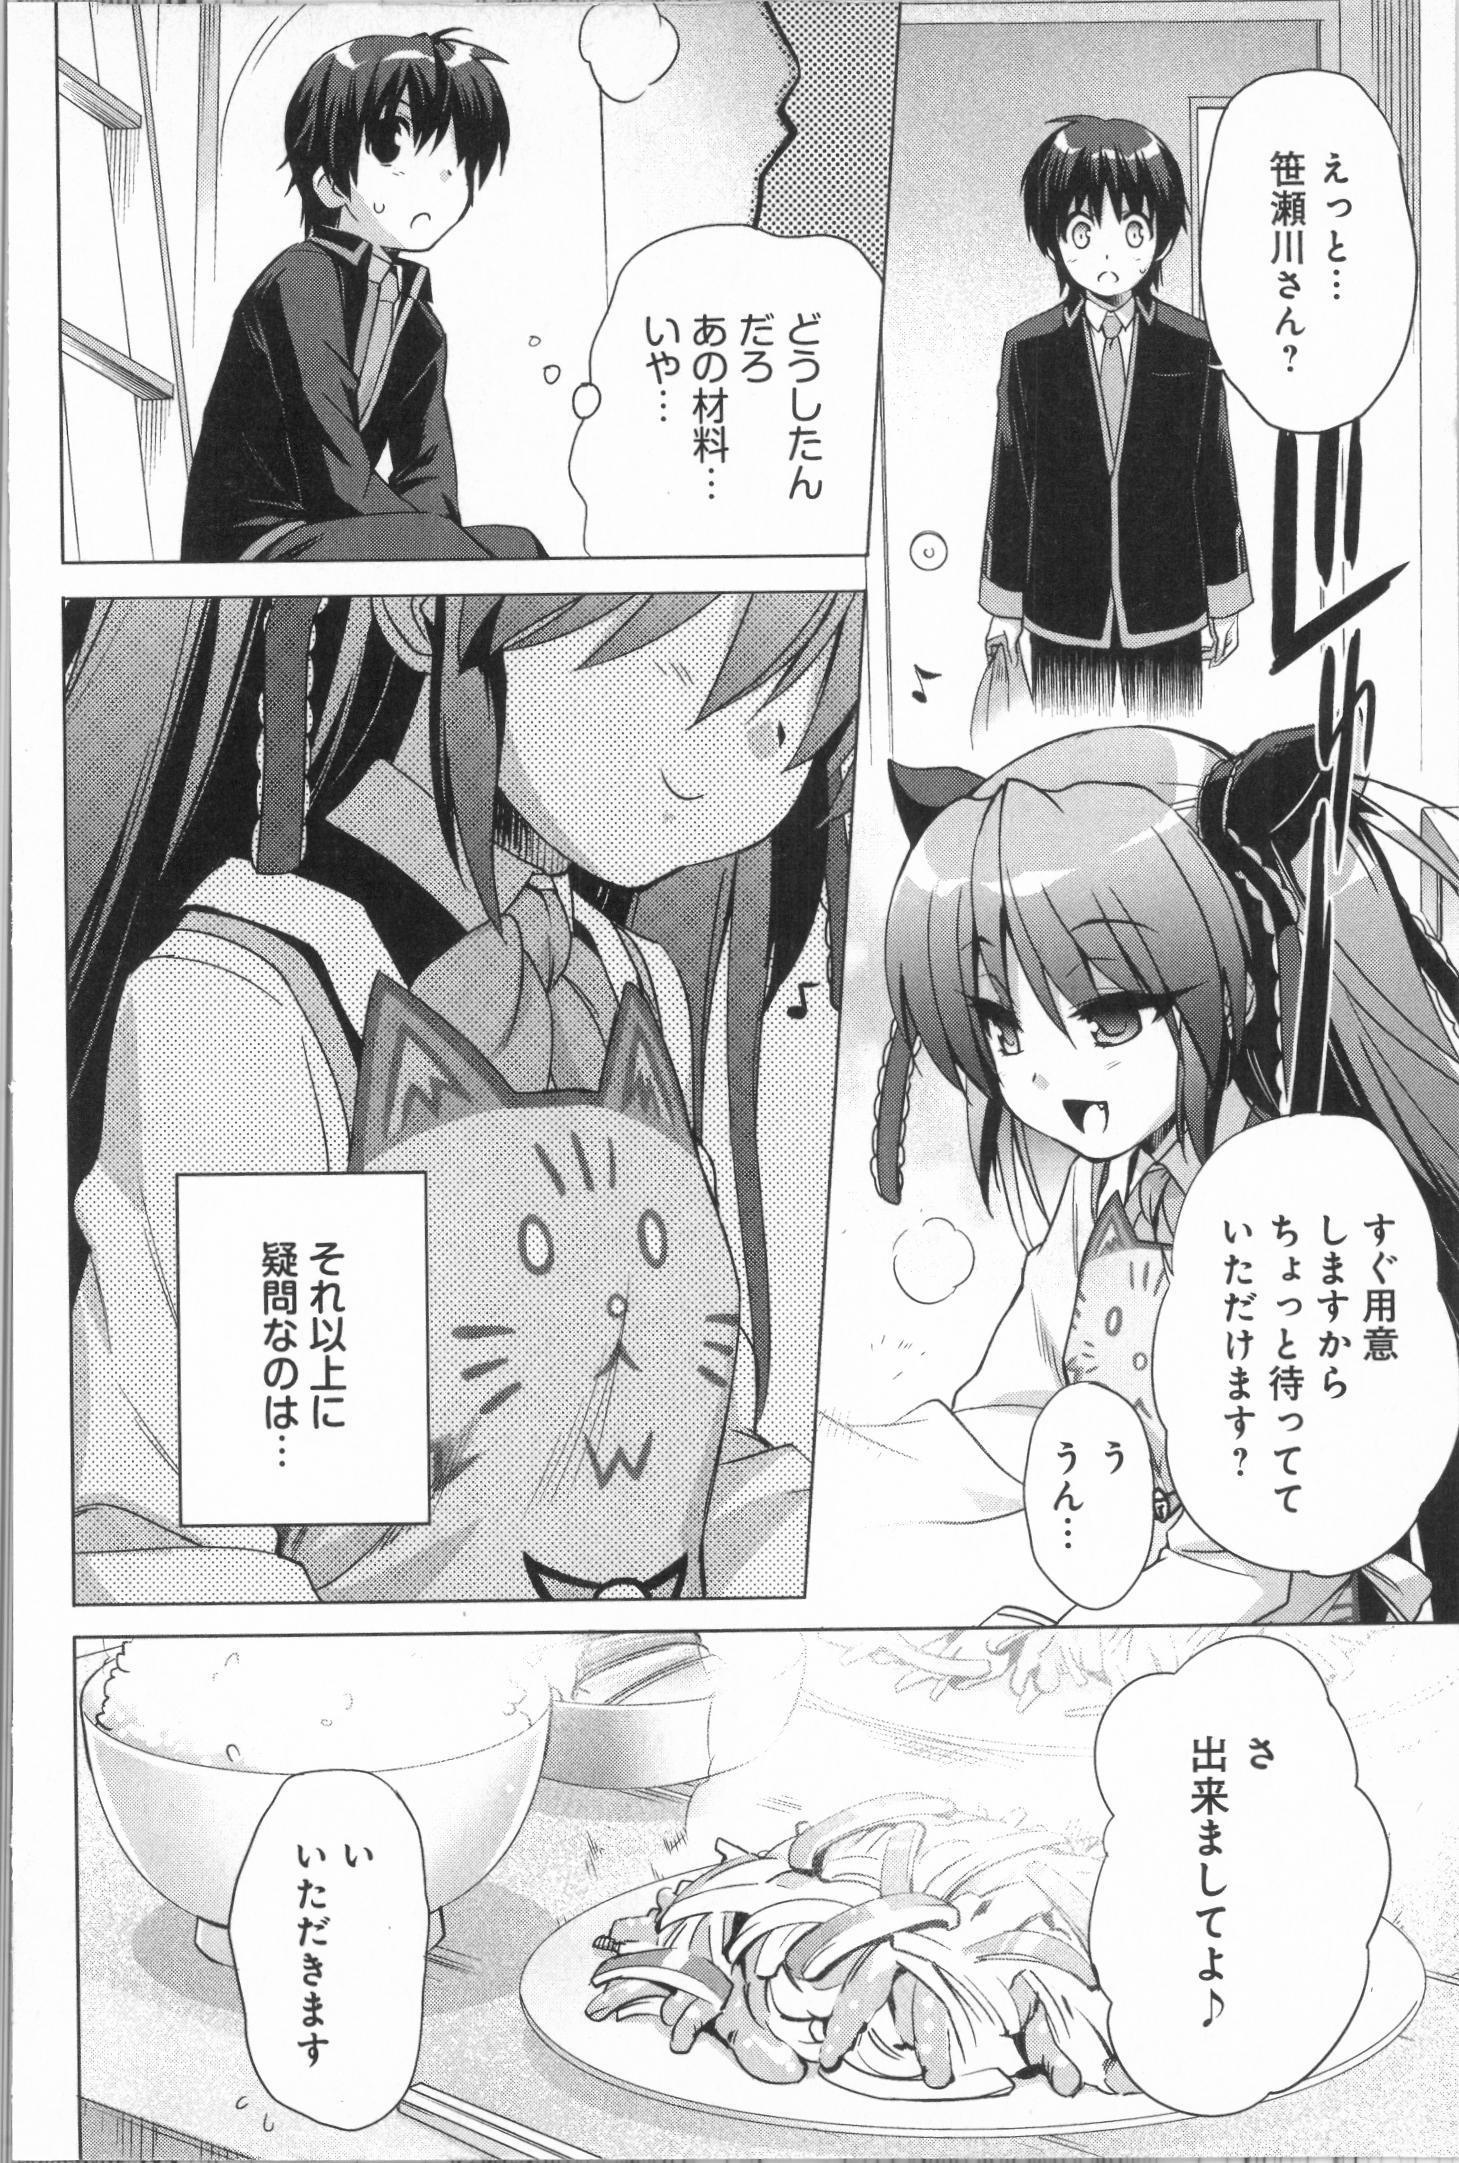 えっと…
笹瀬川さん？
すぐ用意
しますから
ちょっと待ってて
いただけます？
う
うん…
どうしたん
だろ
あの材料…
いや…
それ以上に
疑問なのは…
さ
出来ましてよ♪
い
いただきます